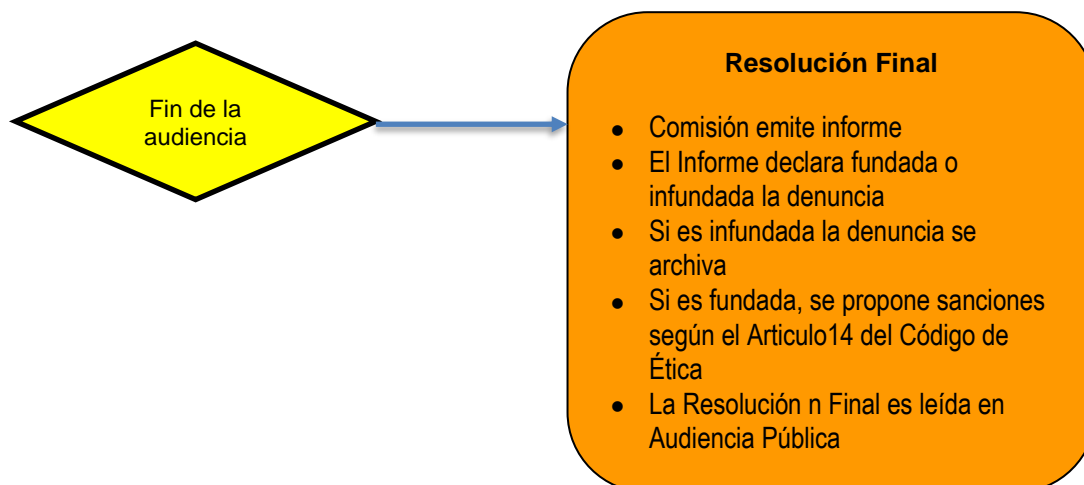 Fin de la
audiencia
Resolución Final
● Comisión emite informe
● El Informe declara fundada o
infundada la denuncia
● Si es infundada la denuncia se
archiva
● Si es fundada, se propone sanciones
según el Articulo14 del Código de
Ética
● La Resolución n Final es leída en
Audiencia Pública